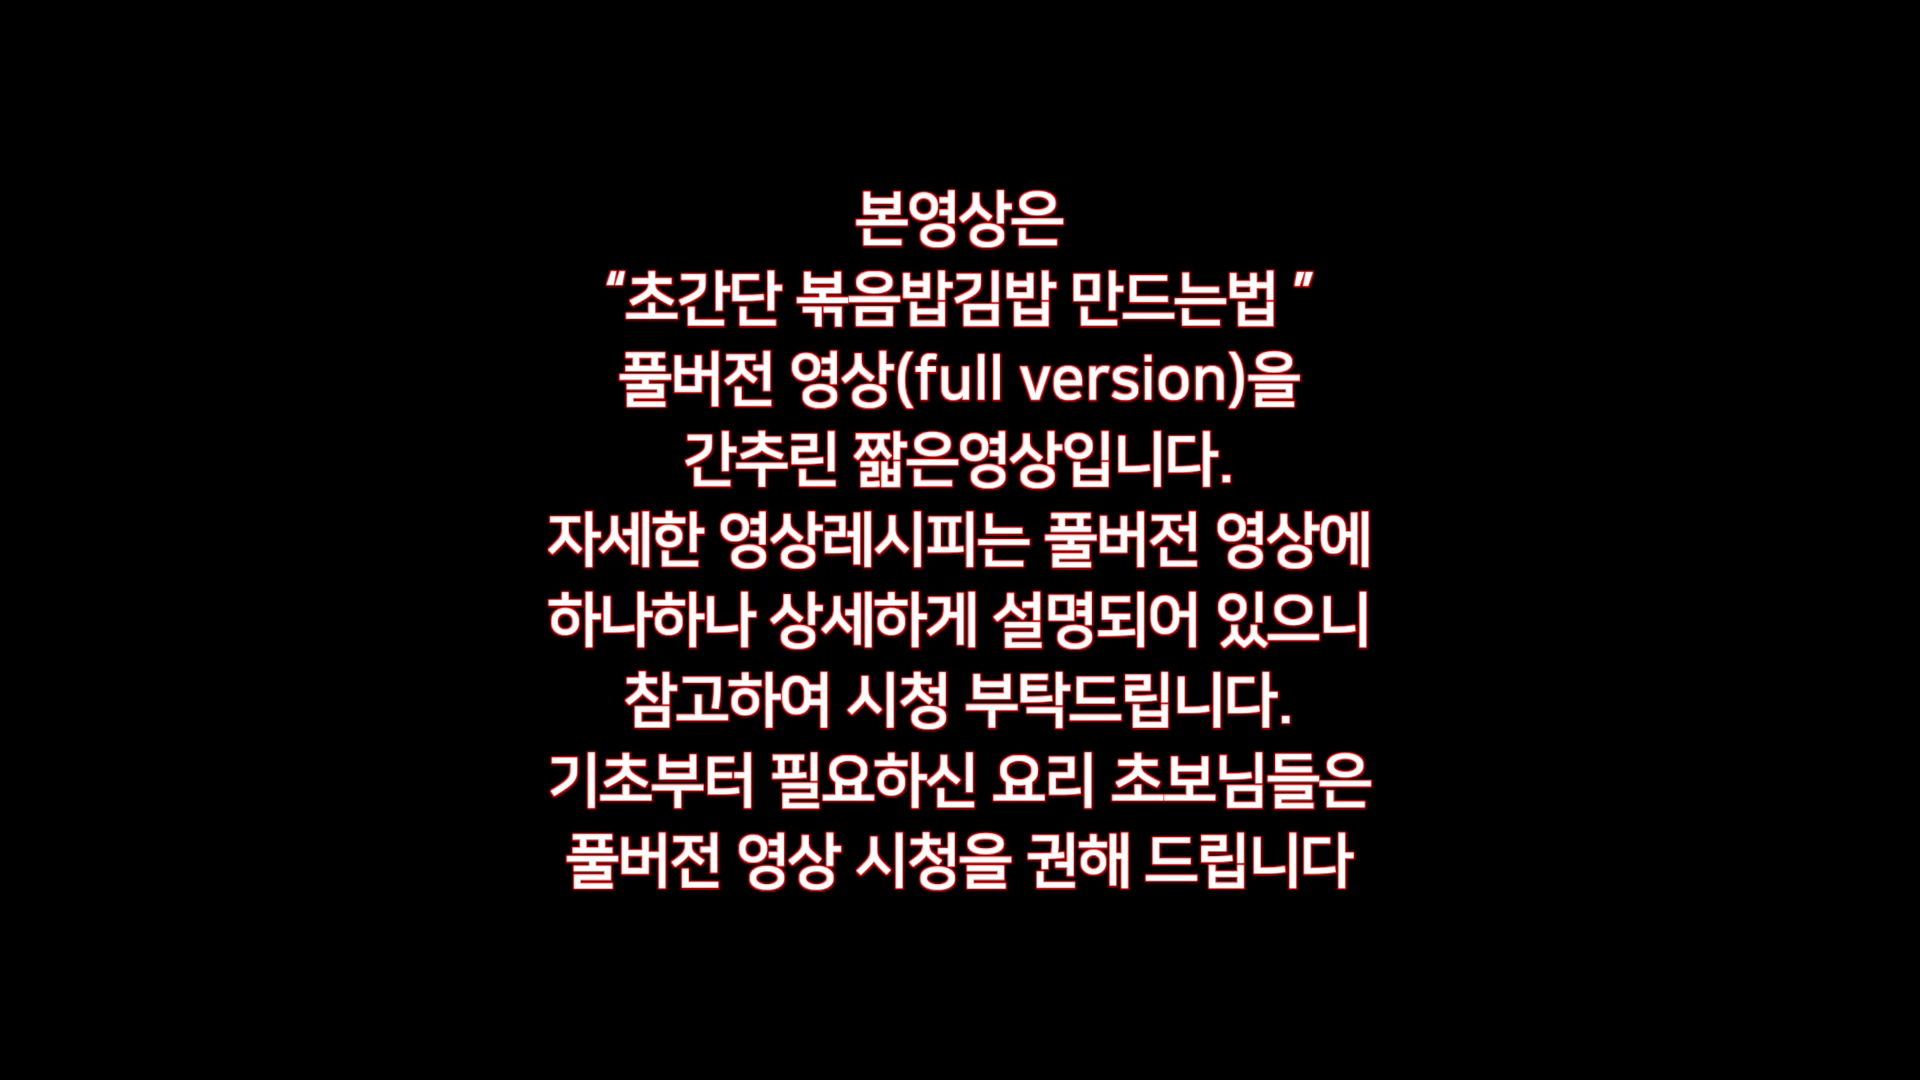 본영상은
“초간단 볶음밥김밥 만드는법 ”
풀버전 영상(full version)을
간추린 짧은영상입니다.
자세한 영상레시피는 풀버전 영상에
하나하나 상세하게 설명되어 있으니
참고하여 시청 부탁드립니다.
기초부터 필요하신 요리 초보님들은
풀버전 영상 시청을 권해 드립니다